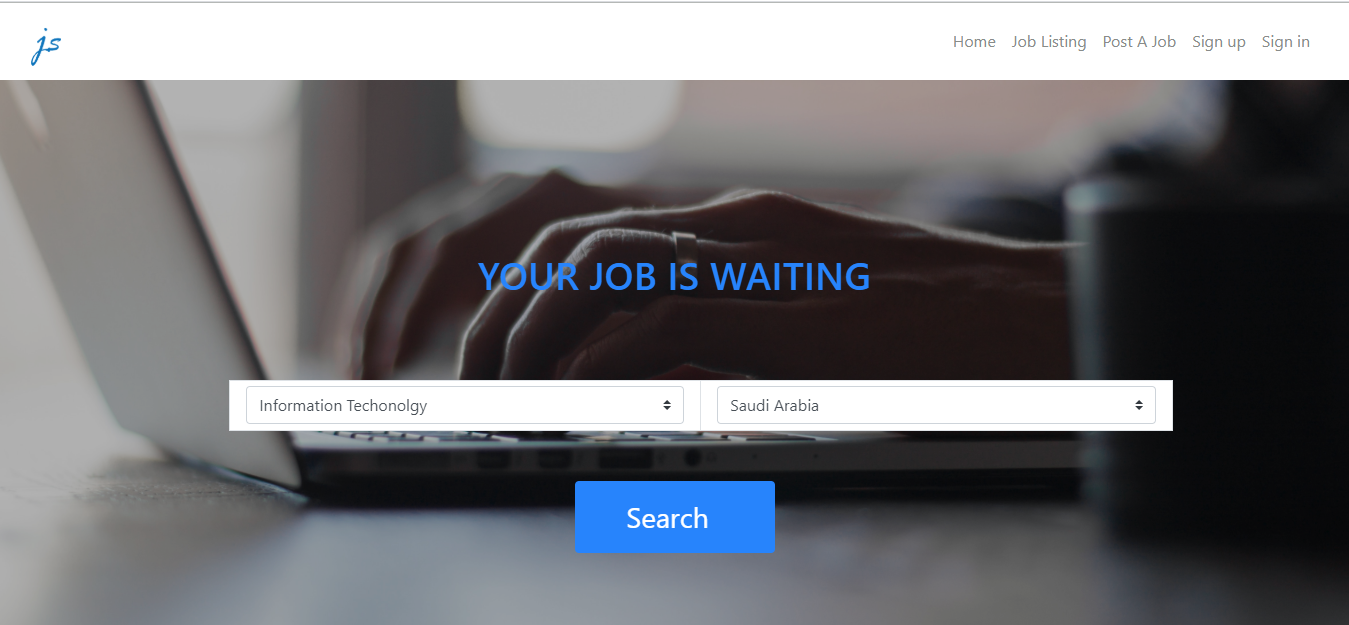 js
Home Job Listing Post A Job Sign up Sign in
YOUR JOB IS WAITING
Information Techonolgy Saudi Arabia
Search